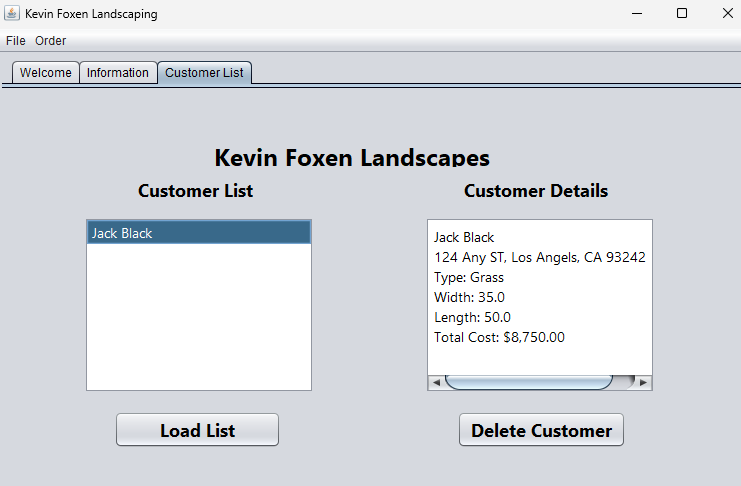 Kevin Foxen Landscaping
File Order
Welcome Information Customer List
Kevin Foxen Landscapes
Customer List
Customer Details
Jack Black
Jack Black
124 Any ST, Los Angels, CA 93242
Type: Grass
Width: 35.0
Length: 50.0
Total Cost: $8,750.00
Load List
Delete Customer